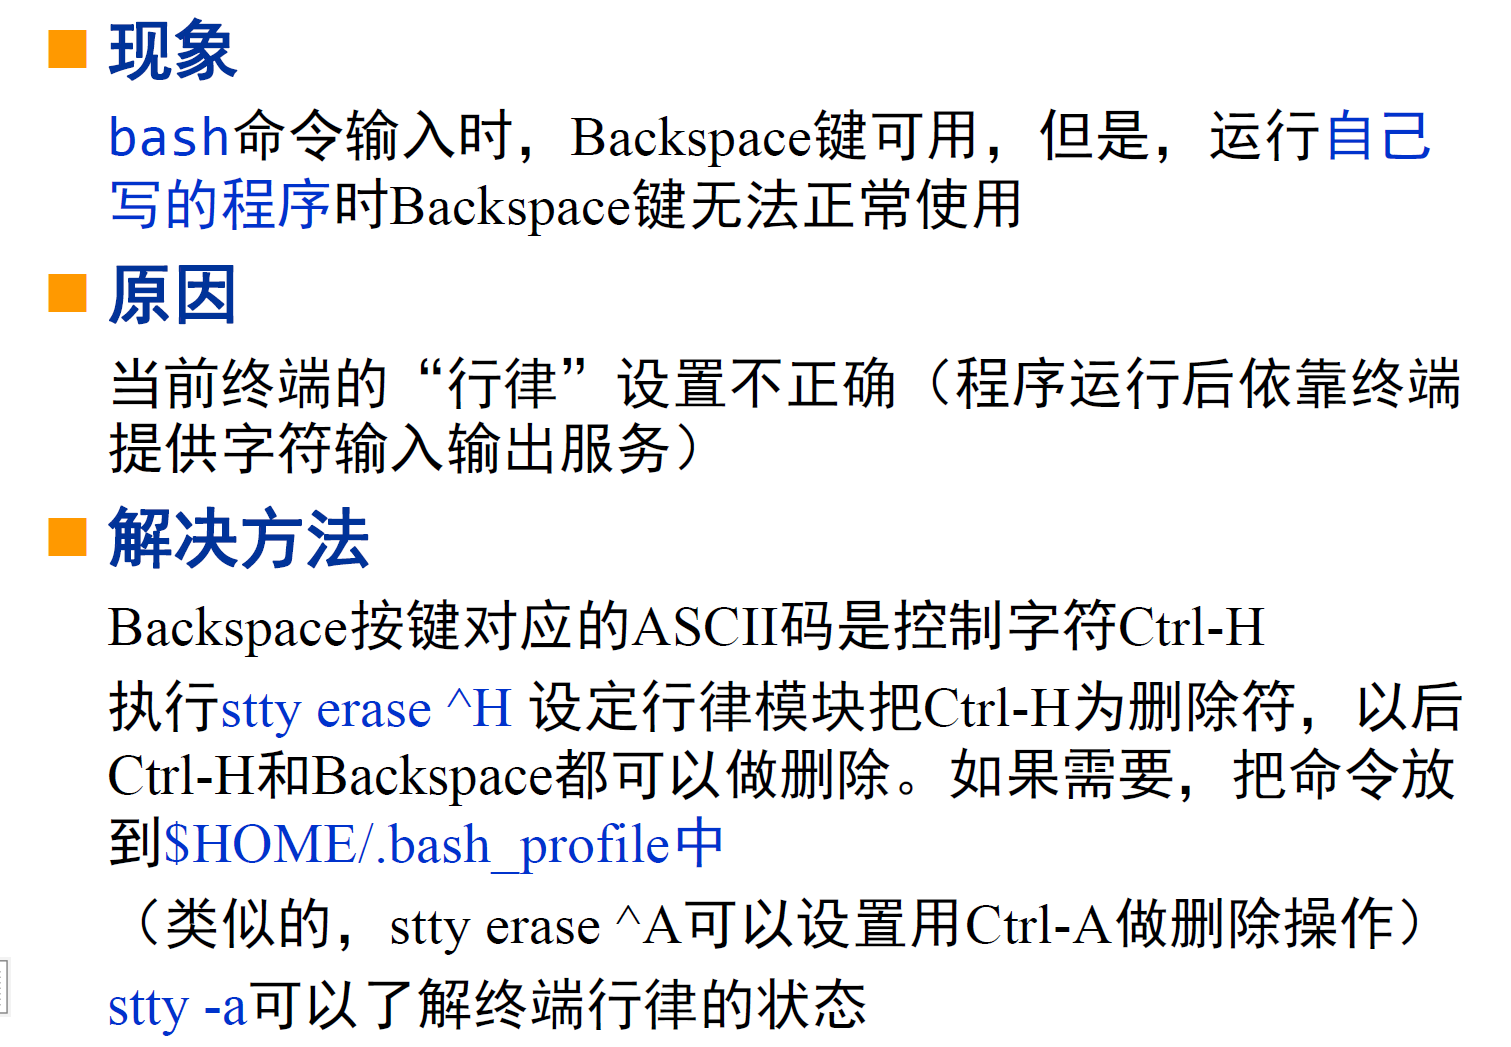 现象
bash命令输入时，Backspace键可用，但是，运行自己
写的程序时Backspace键无法正常使用
原因
当前终端的“行律”设置不正确（程序运行后依靠终端
提供字符输入输出服务）
解决方法
Backspace按键对应的ASCII码是控制字符Ctrl-H
执行stty erase ^H 设定行律模块把Ctrl-H为删除符，以后
Ctrl-H和Backspace都可以做删除。如果需要，把命令放
到$HOME/.bash_profile中
（类似的，stty erase ^A可以设置用Ctrl-A做删除操作）
stty -a可以了解终端行律的状态